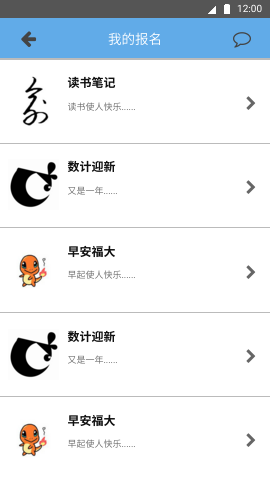 12:00
我的报名
读书笔记
读书使人快乐......
数计迎新
又是一年......
早安福大
早起使人快乐......
数计迎新
又是一年......
早安福大
早起使人快乐......